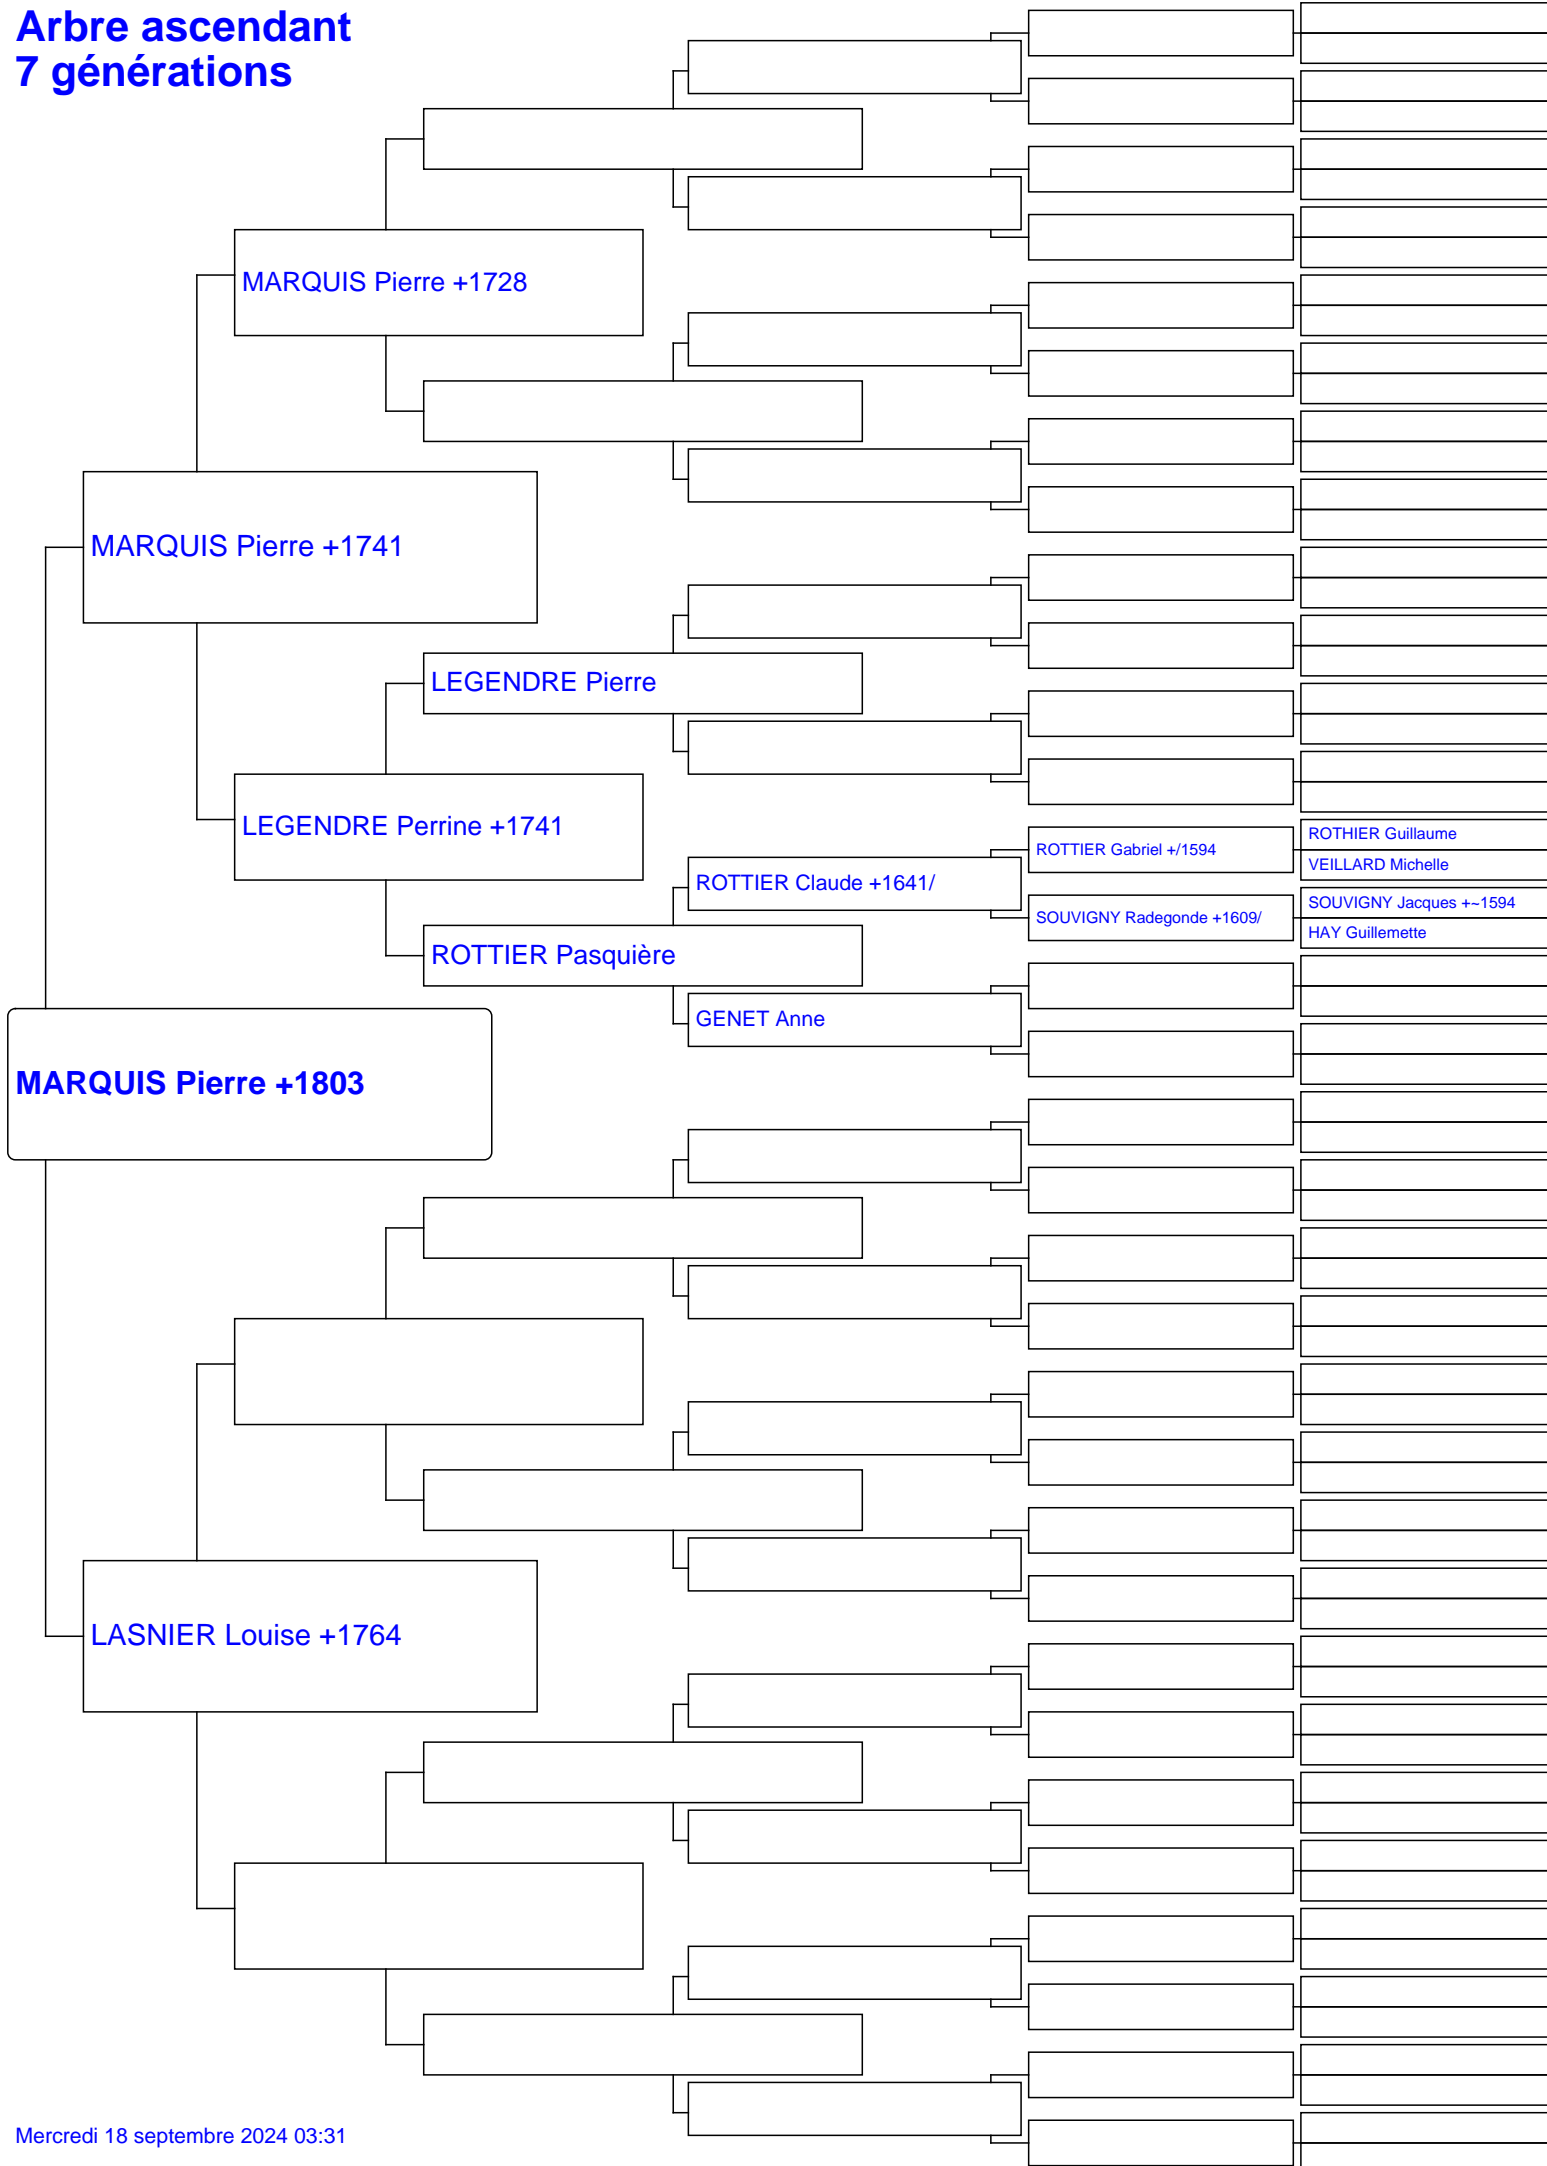 Arbre ascendant
7 générations
MARQUIS Pierre +1728
MARQUIS Pierre +1741
LEGENDRE Pierre
LEGENDRE Perrine +1741
ROTTIER Gabriel +/1594
ROTHIER Guillaume
VEILLARD Michelle
ROTTIER Claude +1641/
SOUVIGNY Radegonde +1609/
SOUVIGNY Jacques +~1594
HAY Guillemette
ROTTIER Pasquière
GENET Anne
MARQUIS Pierre +1803
LASNIER Louise +1764
Mercredi 18 septembre 2024 03:31